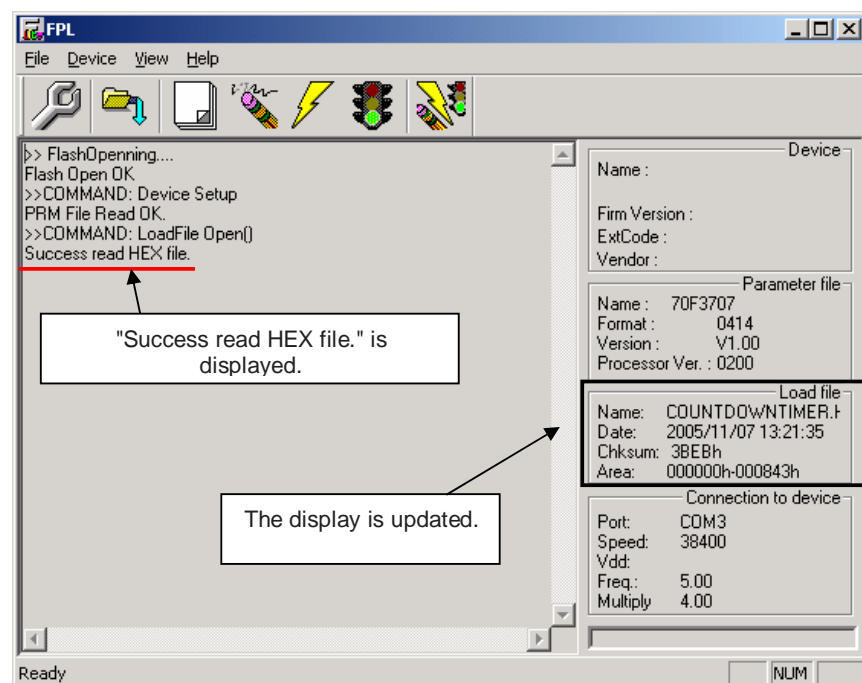 FPL
File Device View Help
>> FlashOpenning....
Flash Open OK
>>COMMAND: Device Setup
PRM File Read OK.
>>COMMAND: LoadFile Open()
Success read HEX file.
"Success read HEX file." is
displayed.
The display is updated.
Device
Name :
Firm Version :
ExtCode :
Vendor :
Parameter file
Name : 70F3707
Format : 0414
Version : V1.00
Processor Ver. : 0200
Load file
Name: COUNTDOWNTIMER.H
Date: 2005/11/07 13:21:35
Chksum: 3BEBh
Area: 000000h-000843h
Connection to device
Port: COM3
Speed: 38400
Vdd:
Freq.: 5.00
Multiply 4.00
Ready
NUM